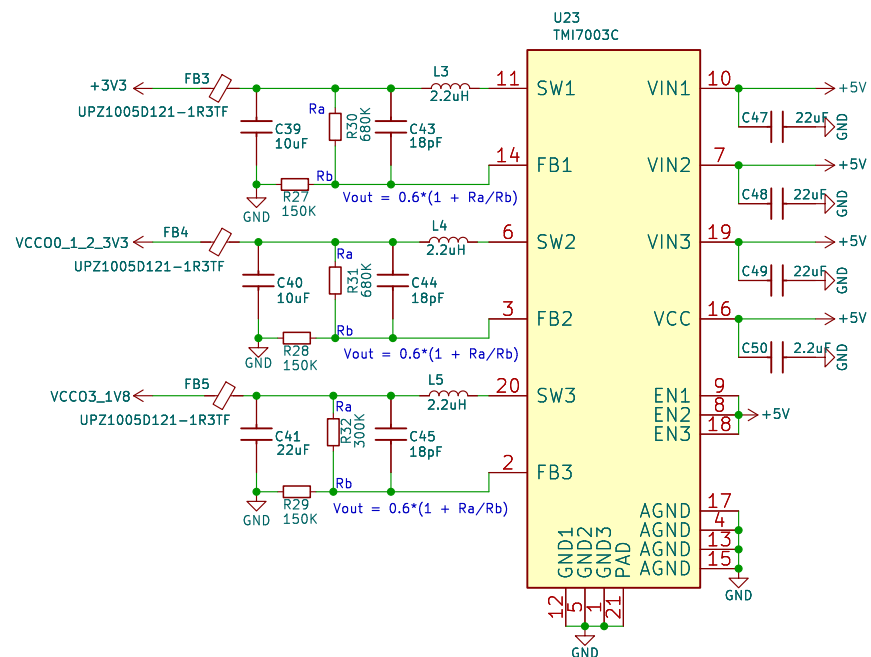 U23
TMI7003C
+3V3
FB3
UPZ1005D121-1R3TF
C39
10uF
Ra
R30
680K
C43
18pF
L3
2.2uH
Rb
R27
150K
GND
Vout = 0.6*(1 + Ra/Rb)
VCCO0_1_2_3V3
FB4
UPZ1005D121-1R3TF
C40
10uF
Ra
R31
680K
C44
18pF
L4
2.2uH
Rb
R28
150K
GND
Vout = 0.6*(1 + Ra/Rb)
VCCO3_1V8
FB5
UPZ1005D121-1R3TF
C41
22uF
Ra
R32
300K
C45
18pF
L5
2.2uH
Rb
R29
150K
GND
Vout = 0.6*(1 + Ra/Rb)
11 SW1
14 FB1
6 SW2
3 FB2
20 SW3
2 FB3
VIN1 10 +5V
C47 22uF GND
VIN2 7 +5V
C48 22uF GND
VIN3 19 +5V
C49 22uF GND
VCC 16 +5V
C50 2.2uF GND
EN1 9
EN2 8 +5V
EN3 18
AGND 17
AGND 4
AGND 13
AGND 15
GND
GND1 12
GND2 5
GND3 1
PAD 21
GND